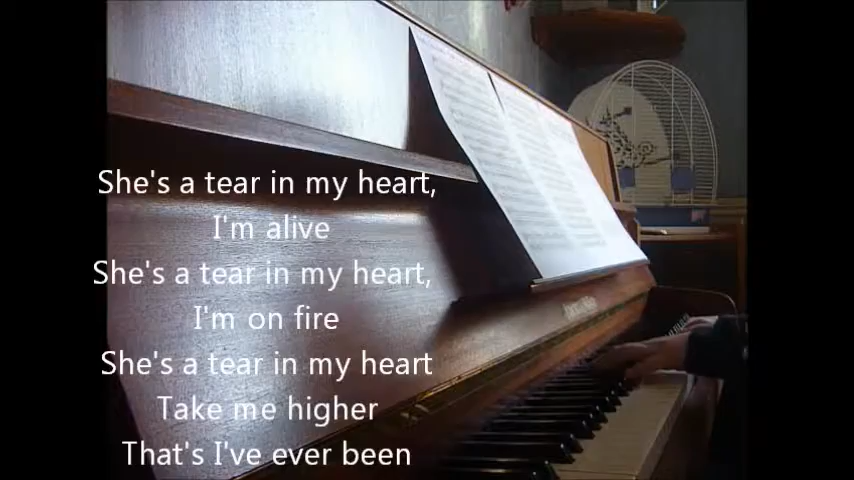 She's a tear in my heart,
I'm alive
She's a tear in my heart,
I'm on fire
She's a tear in my heart
Take me higher
That's I've ever been